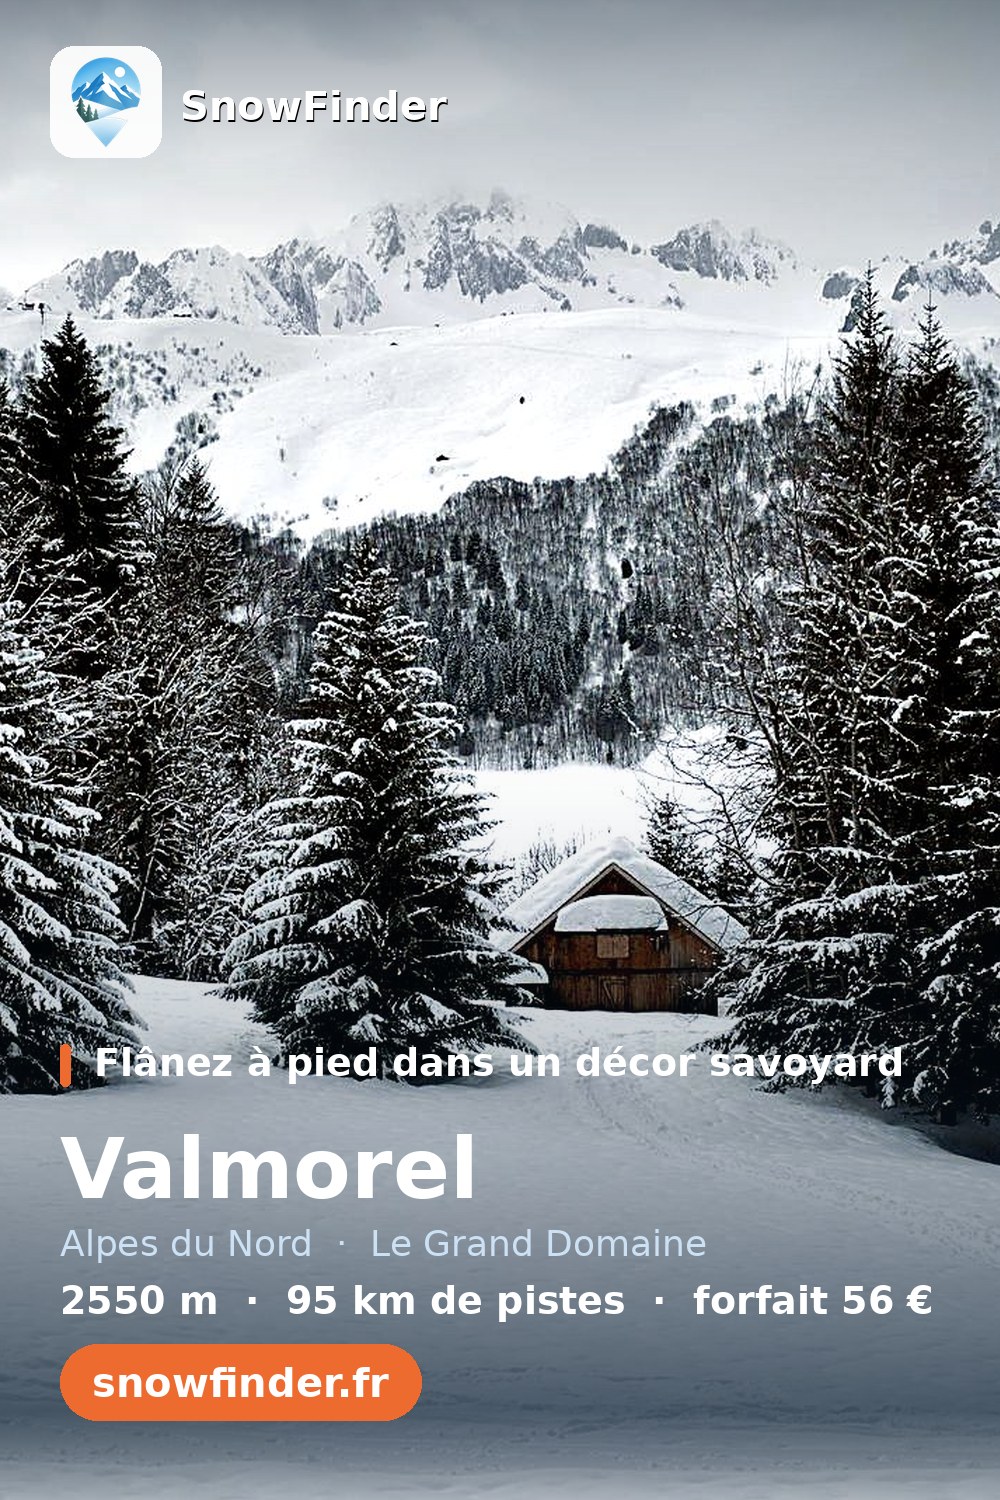 SnowFinder
Flânez à pied dans un décor savoyard
Valmorel
Alpes du Nord · Le Grand Domaine
2550 m · 95 km de pistes · forfait 56 €
snowfinder.fr